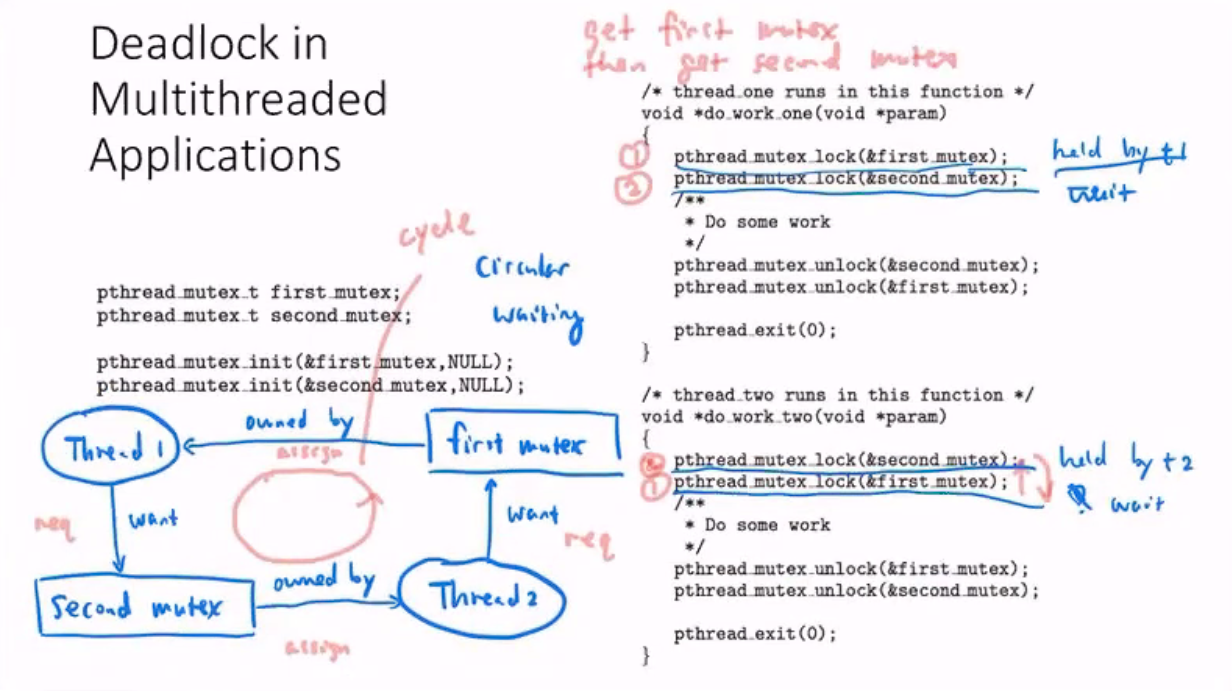 Deadlock in
Multithreaded
Applications
get first mutex
then get second mutex
/* thread_one runs in this function */
void *do_work_one(void *param)
{
① pthread_mutex_lock(&first_mutex); held by t1
② pthread_mutex_lock(&second_mutex); wait
/**
* Do some work
*/
pthread_mutex_unlock(&second_mutex);
pthread_mutex_unlock(&first_mutex);
pthread_exit(0);
}
cycle
Circular
waiting
pthread_mutex_t first_mutex;
pthread_mutex_t second_mutex;
pthread_mutex_init(&first_mutex,NULL);
pthread_mutex_init(&second_mutex,NULL);
/* thread_two runs in this function */
void *do_work_two(void *param)
{
② pthread_mutex_lock(&second_mutex); held by t2
① pthread_mutex_lock(&first_mutex); wait
/**
* Do some work
*/
pthread_mutex_unlock(&first_mutex);
pthread_mutex_unlock(&second_mutex);
pthread_exit(0);
}
Thread 1
owned by
assign
first mutex
req
want
want
req
second mutex
owned by
assign
Thread 2